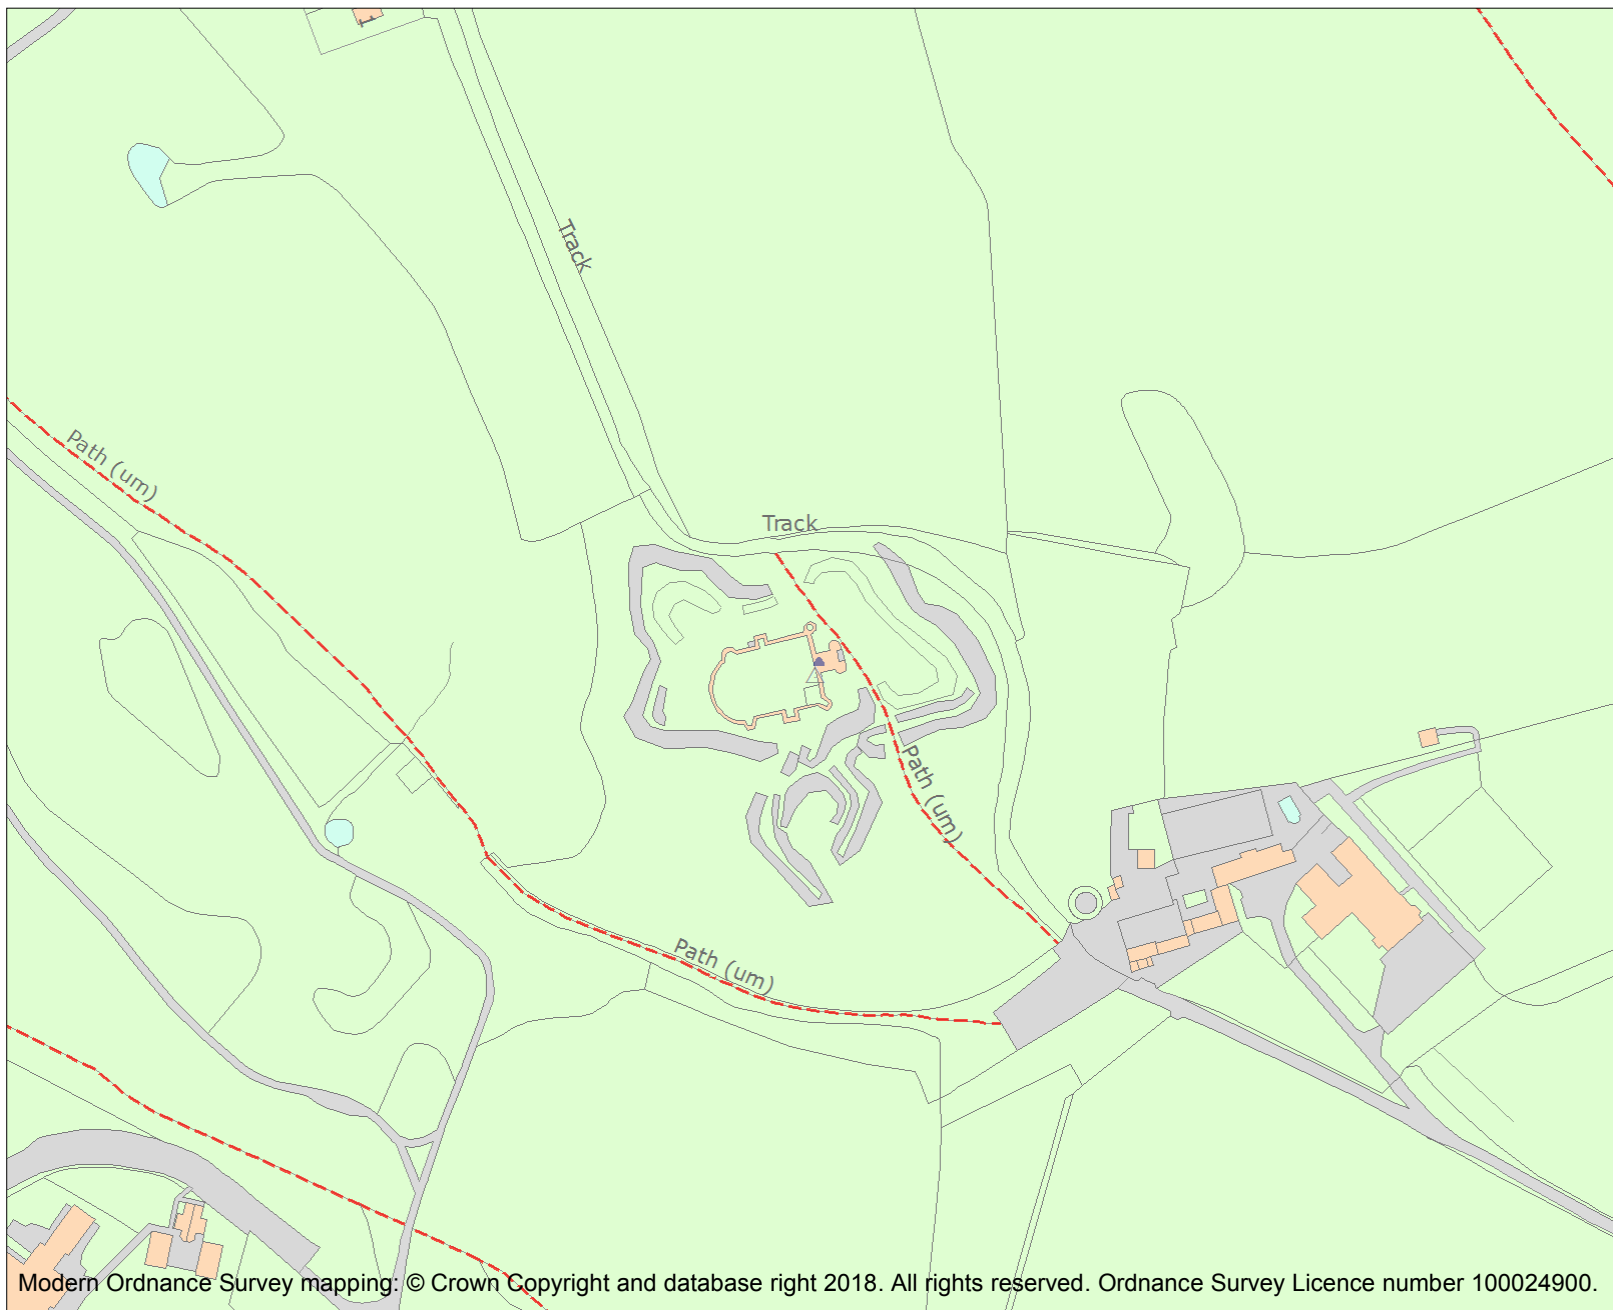 Track
Path (um)
Track
Path (um)
Path (um)
Modern Ordnance Survey mapping: © Crown Copyright and database right 2018. All rights reserved. Ordnance Survey Licence number 100024900.